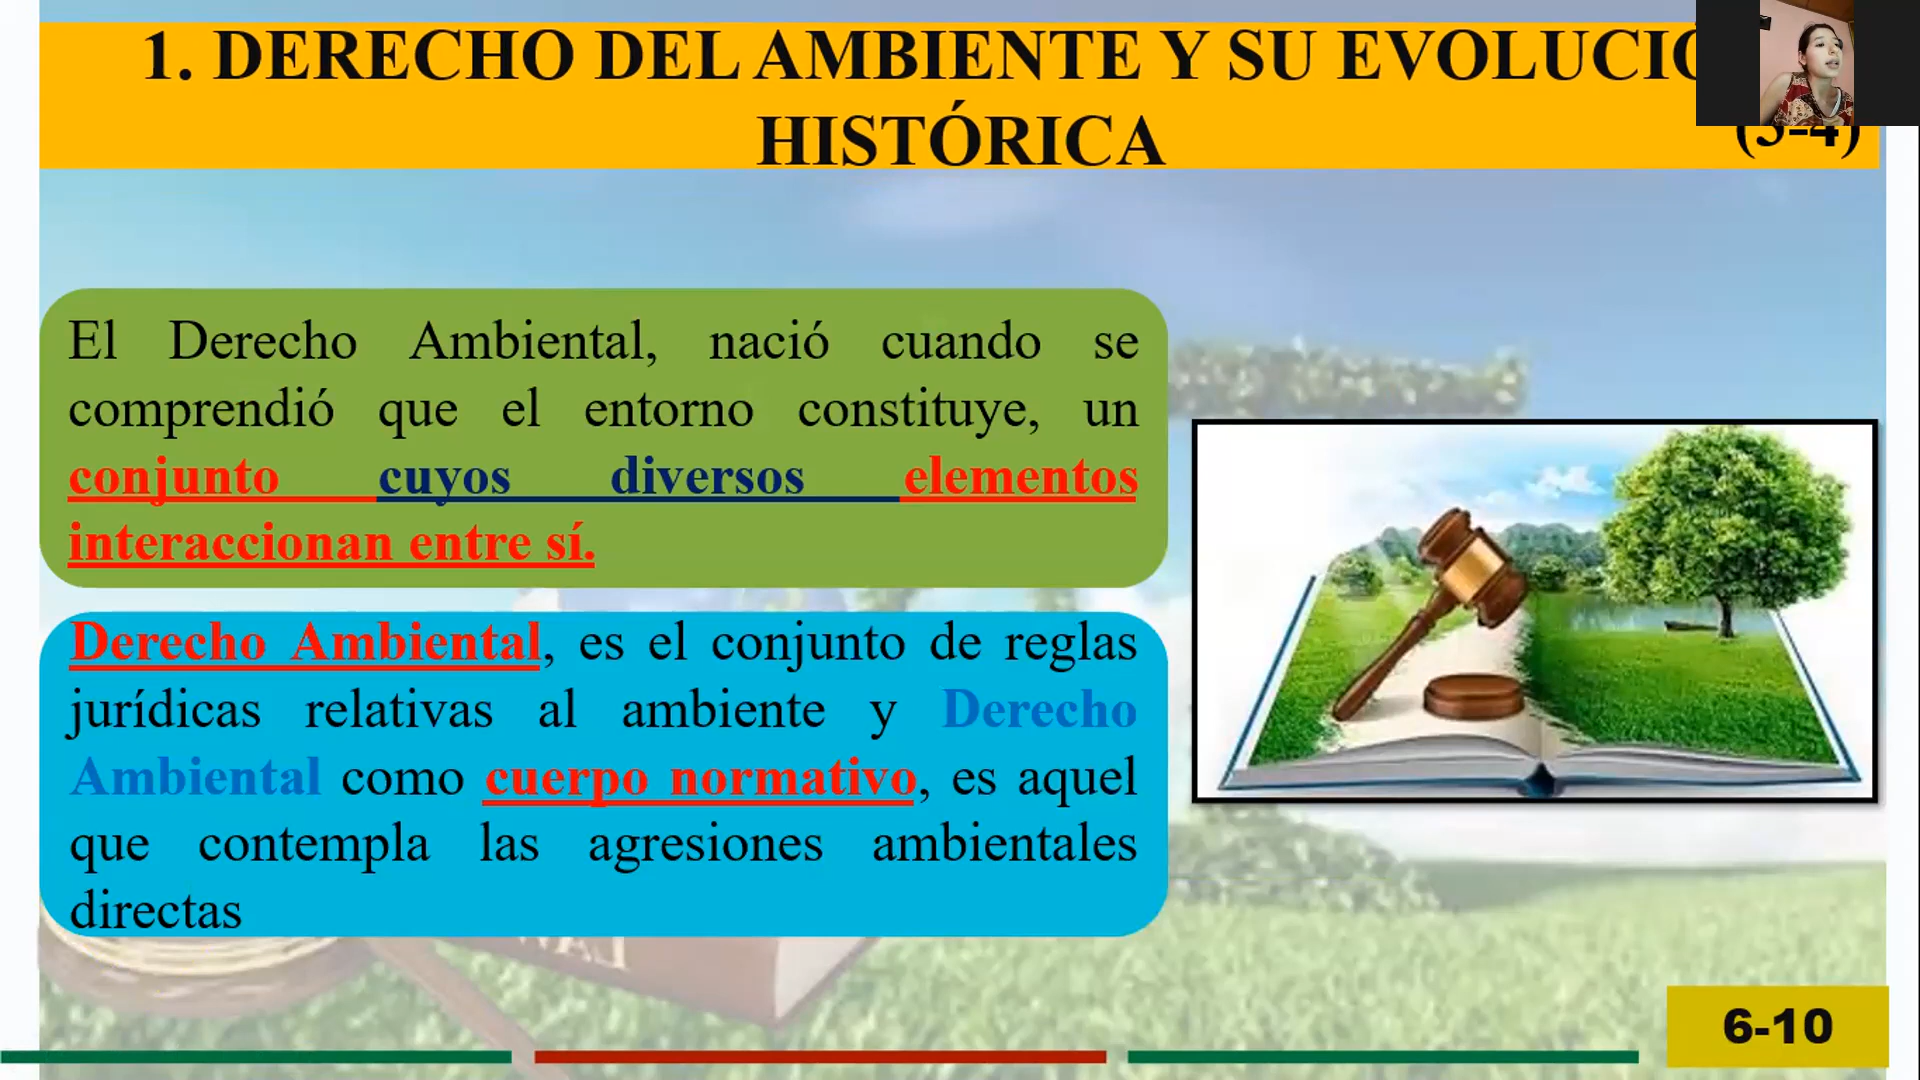 1. DERECHO DEL AMBIENTE Y SU
HISTÓRICA
El Derecho Ambiental, nació cuando se
comprendió que el entorno constituye, un
conjunto cuyos diversos elementos
interaccionan entre sí.
Derecho Ambiental, es el conjunto de reglas
jurídicas relativas al ambiente y Derecho
Ambiental como cuerpo normativo, es aquel
que contempla las agresiones ambientales
directas
6-10